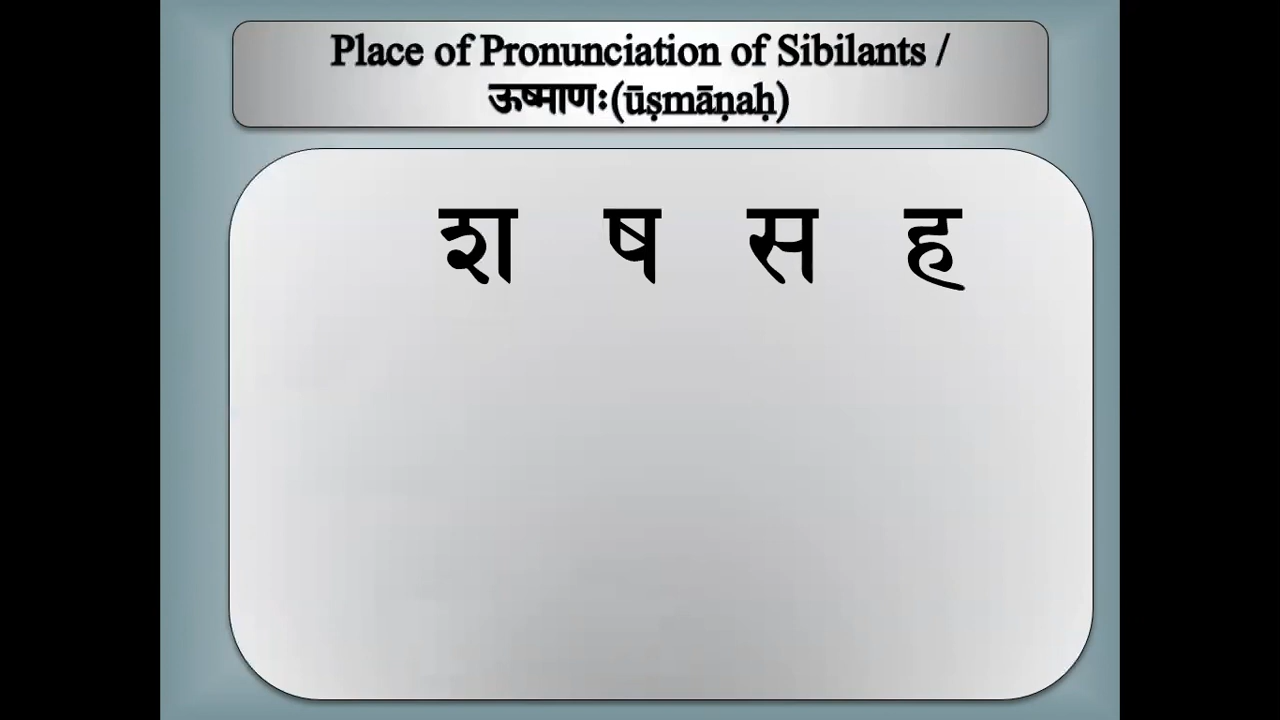 Place of Pronunciation of Sibilants /
ऊष्माणः(ūṣmāṇaḥ)
श ष स ह